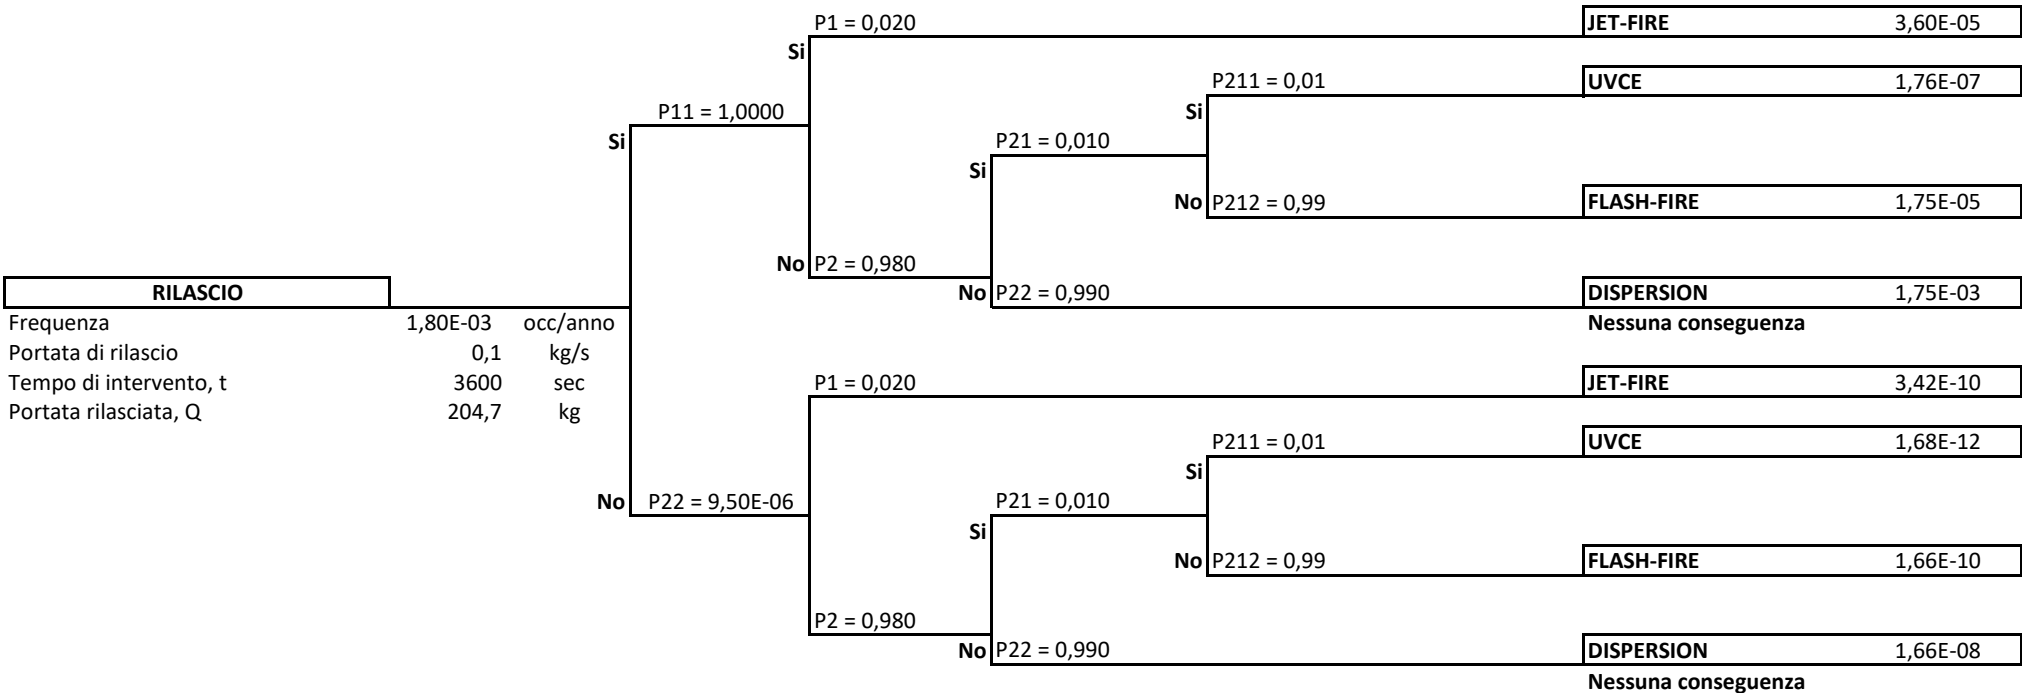 P1 = 0,020 JET-FIRE 3,60E-05
Si
P211 = 0,01 UVCE 1,76E-07
P11 = 1,0000 Si
Si P21 = 0,010
Si
No P212 = 0,99 FLASH-FIRE 1,75E-05
No P2 = 0,980
RILASCIO No P22 = 0,990 DISPERSION 1,75E-03
Frequenza 1,80E-03 occ/anno Nessuna conseguenza
Portata di rilascio 0,1 kg/s
Tempo di intervento, t 3600 sec P1 = 0,020 JET-FIRE 3,42E-10
Portata rilasciata, Q 204,7 kg
P211 = 0,01 UVCE 1,68E-12
Si
No P22 = 9,50E-06 P21 = 0,010
Si
No P212 = 0,99 FLASH-FIRE 1,66E-10
P2 = 0,980
No P22 = 0,990 DISPERSION 1,66E-08
Nessuna conseguenza